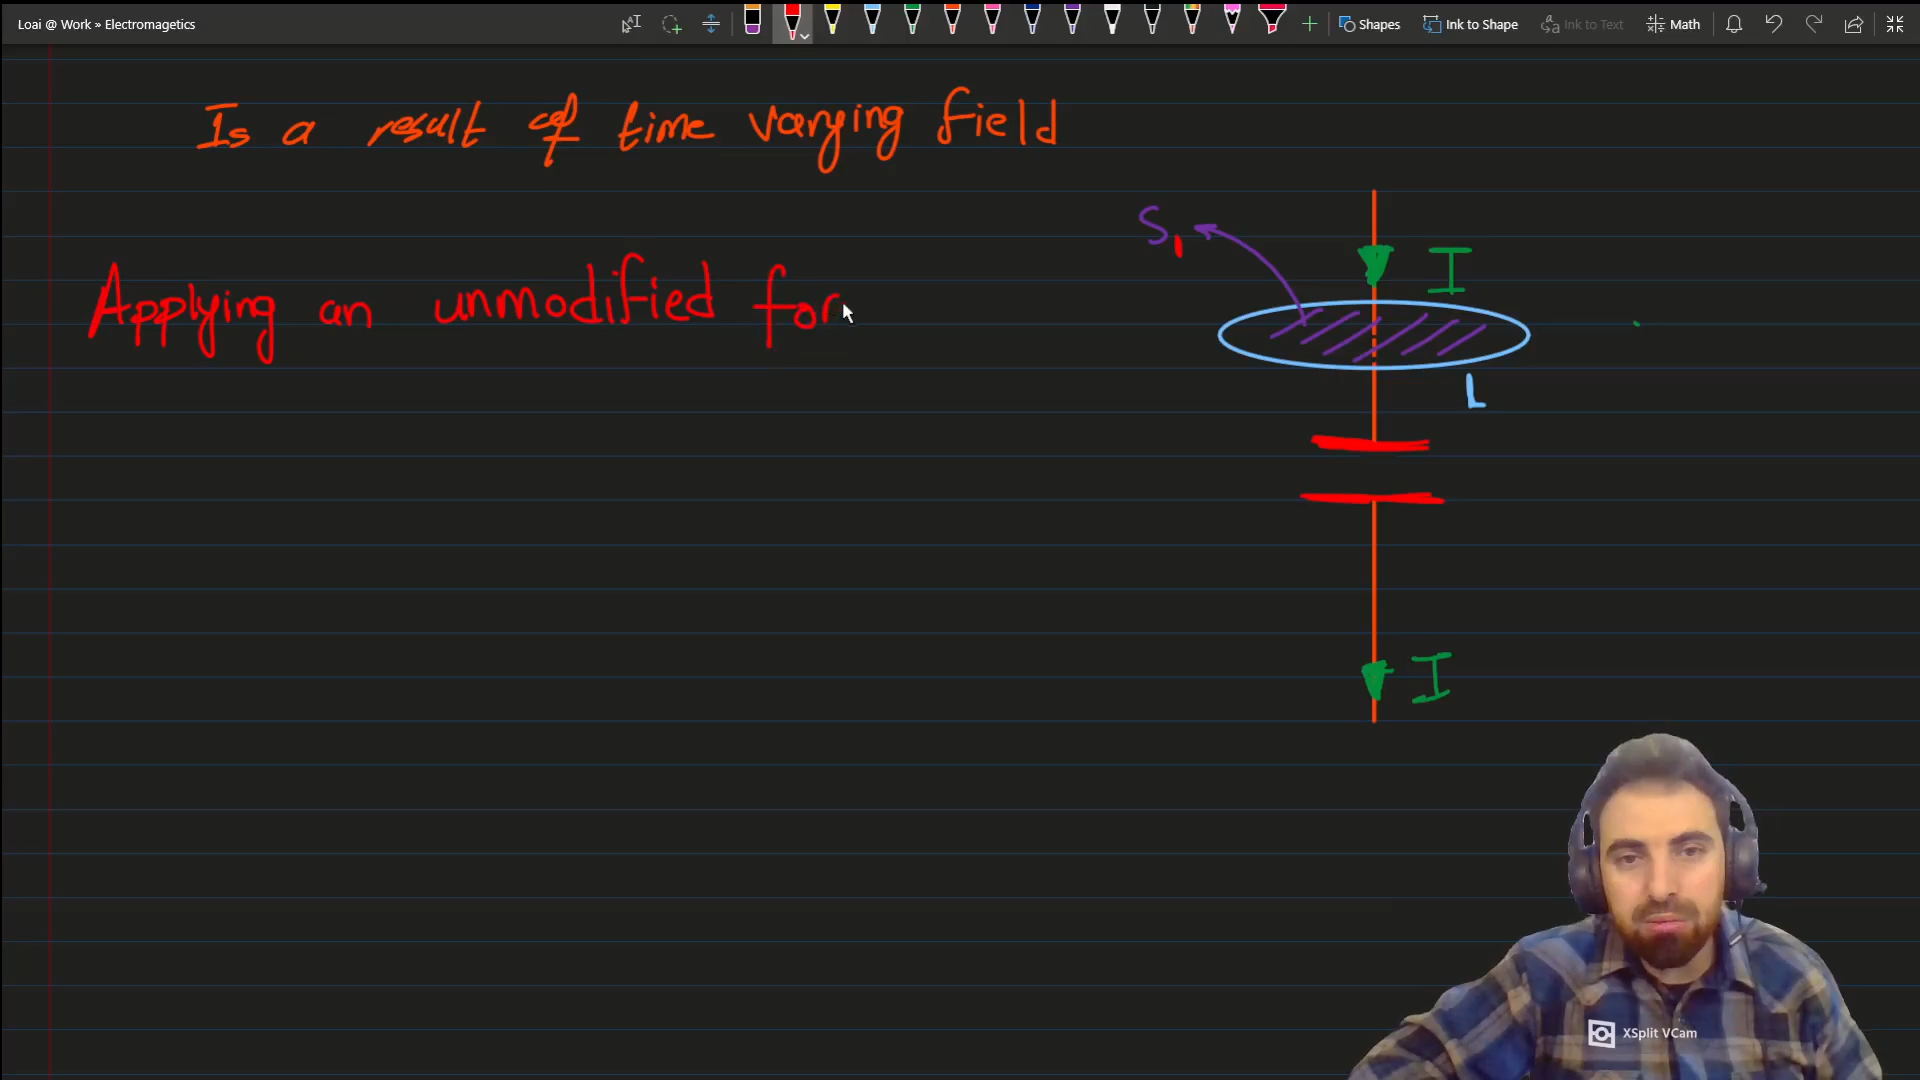 Loai @ Work » Electromagetics
Shapes
Ink to Shape
Ink to Text
Math
Is a result of time varying field
Applying an unmodified for
S1
I
L
I
XSplit VCam